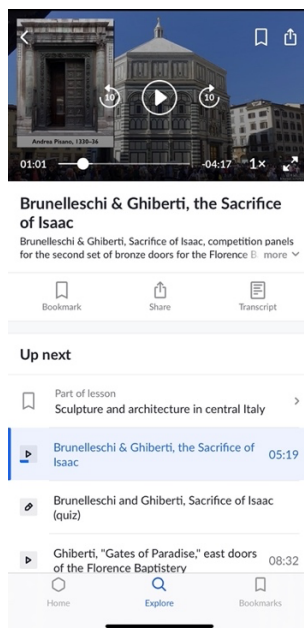 10
10
Andrea Pisano, 1330-36
01:01
-04:17
1×
Brunelleschi & Ghiberti, the Sacrifice
of Isaac
Brunelleschi & Ghiberti, Sacrifice of Isaac, competition panels
for the second set of bronze doors for the Florence B more
Bookmark
Share
Transcript
Up next
Part of lesson
Sculpture and architecture in central Italy
Brunelleschi & Ghiberti, the Sacrifice of
Isaac
05:19
Brunelleschi and Ghiberti, Sacrifice of Isaac
(quiz)
Ghiberti, "Gates of Paradise," east doors
of the Florence Baptistery
08:32
Home
Explore
Bookmarks